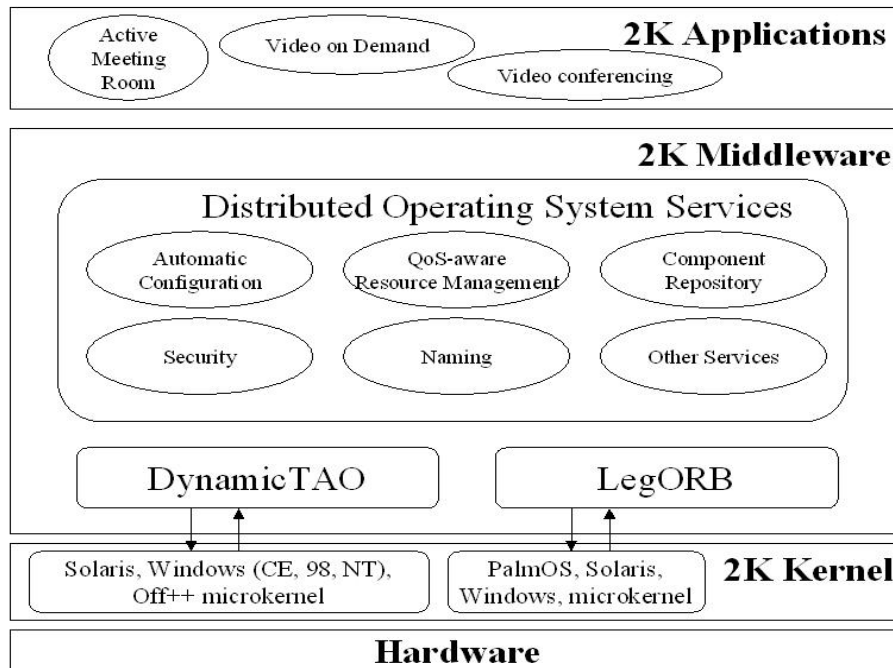 2K Applications
Active
Meeting
Room
Video on Demand
Video conferencing
2K Middleware
Distributed Operating System Services
Automatic
Configuration
QoS-aware
Resource Management
Component
Repository
Security
Naming
Other Services
DynamicTAO
LegORB
Solaris, Windows (CE, 98, NT),
Off++ microkernel
PalmOS, Solaris,
Windows, microkernel
2K Kernel
Hardware